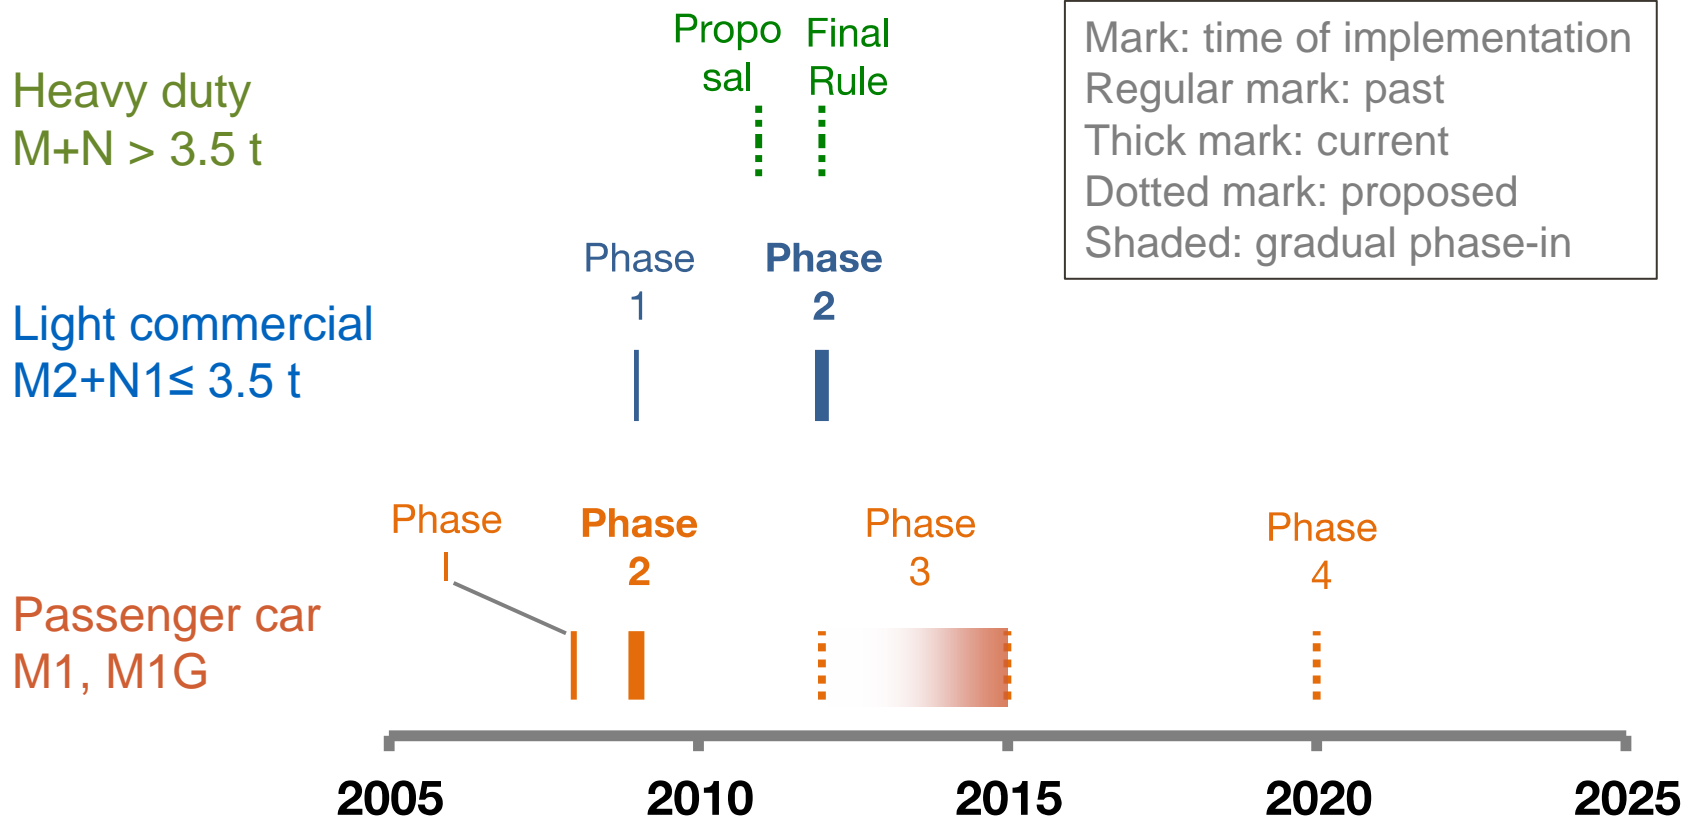 Propo
sal
Final
Rule
Mark: time of implementation
Regular mark: past
Thick mark: current
Dotted mark: proposed
Shaded: gradual phase-in
Heavy duty
M+N > 3.5 t
Phase
1
Phase
2
Light commercial
M2+N1≤ 3.5 t
Phase
I
Phase
2
Phase
3
Phase
4
Passenger car
M1, M1G
2005
2010
2015
2020
2025